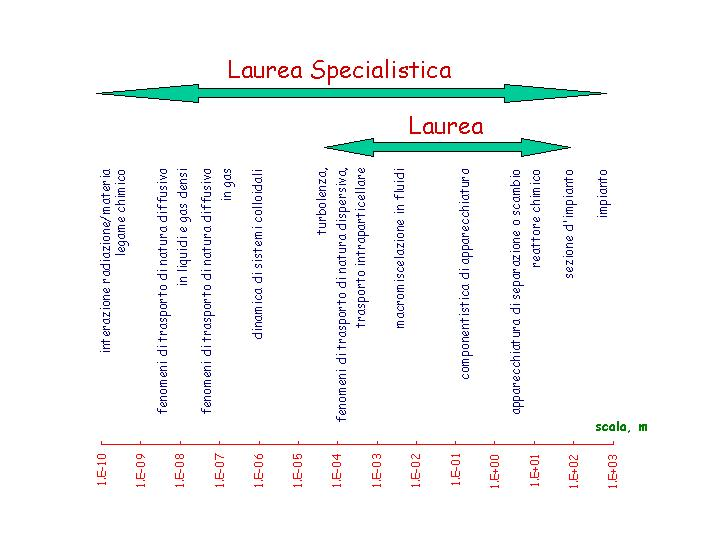 Laurea Specialistica
Laurea
interazione radiazione/materia
legame chimico
fenomeni di trasporto di natura diffusiva
in liquidi e gas densi
fenomeni di trasporto di natura diffusiva
in gas
dinamica di sistemi colloidali
turbolenza,
fenomeni di trasporto di natura dispersiva,
trasporto intraparticellare
macromiscelazione in fluidi
componentistica di apparecchiatura
apparecchiatura di separazione o scambio
reattore chimico
sezione d'impianto
impianto
scala, m
1.E-10
1.E-09
1.E-08
1.E-07
1.E-06
1.E-05
1.E-04
1.E-03
1.E-02
1.E-01
1.E+00
1.E+01
1.E+02
1.E+03